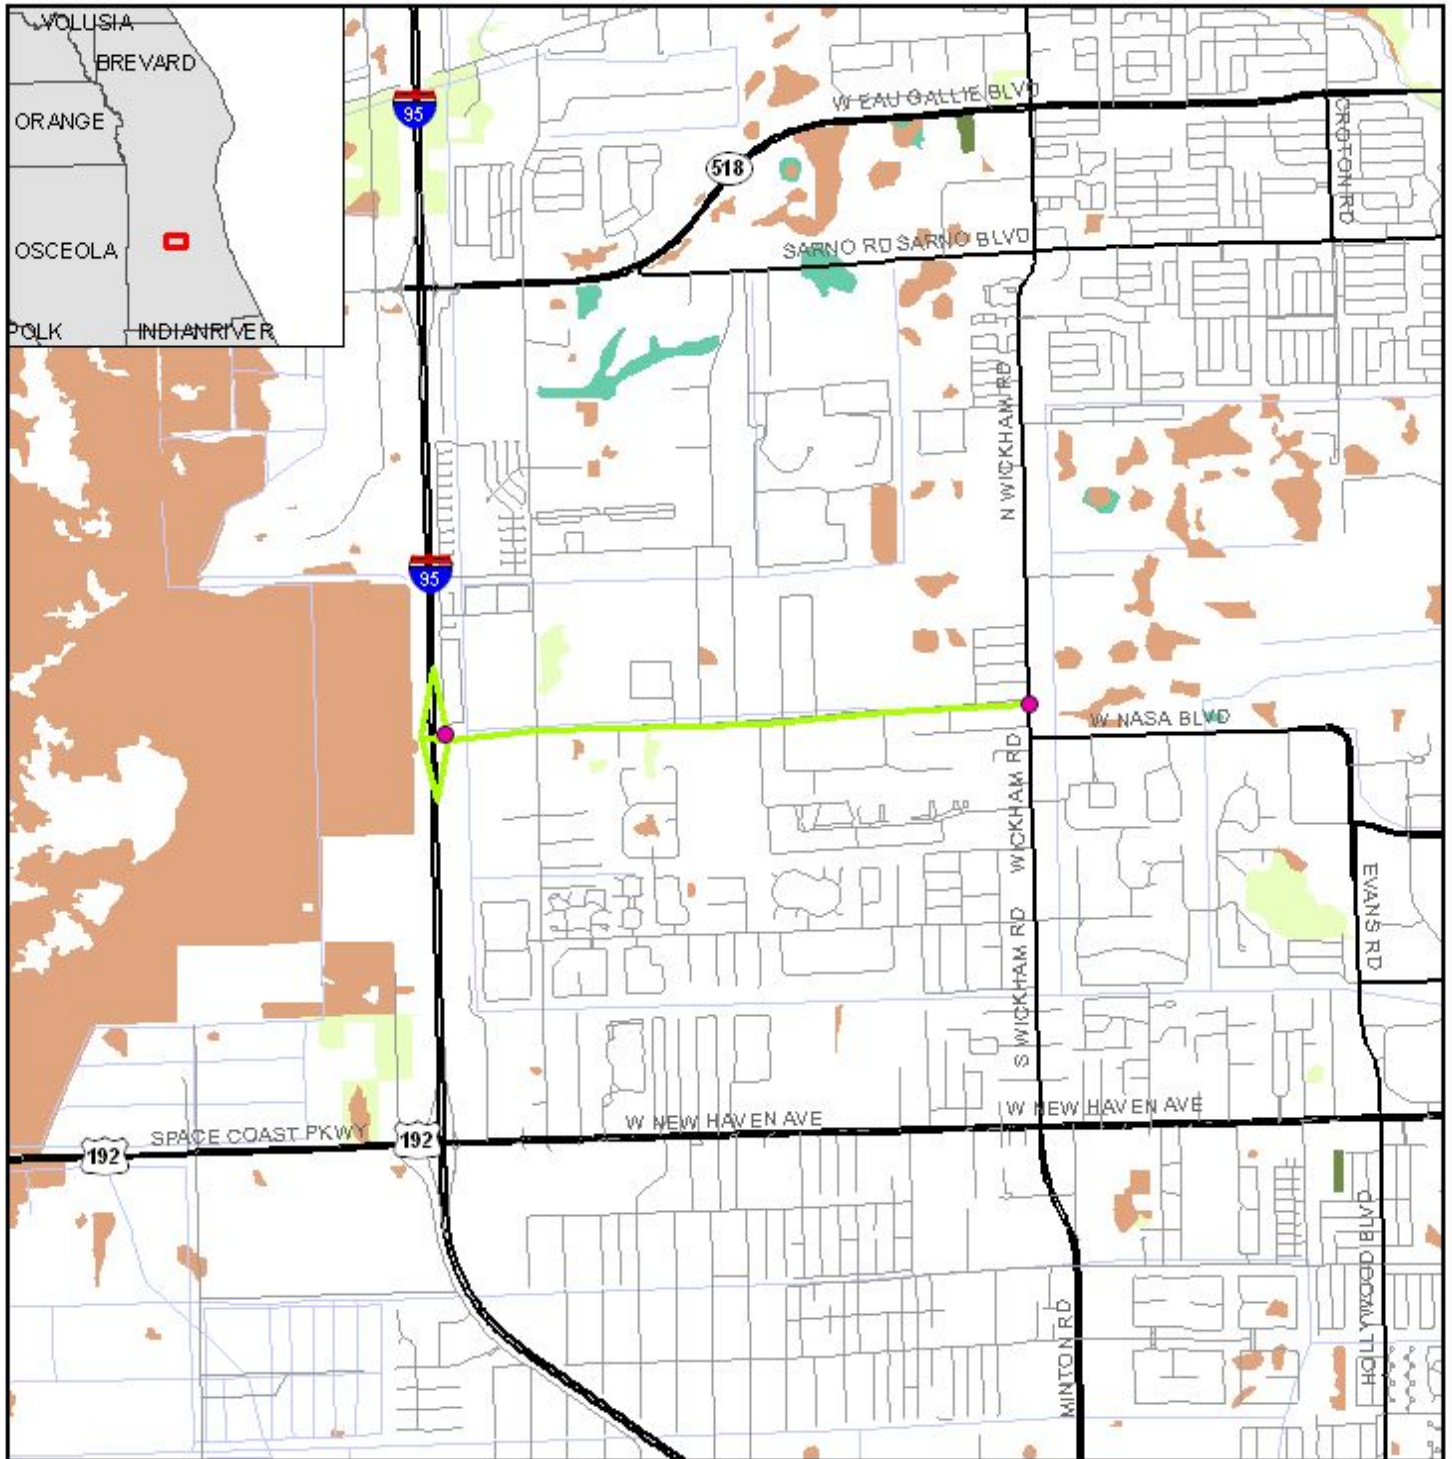 VOLUSIA
BREVARD
ORANGE
OSCEOLA
POLK
INDIANRIVER
95
W EAU GALLIE BLVD
518
CROTON RD
SARNO RD SARNO BLVD
N WICKHAM RD
95
W NASA BLVD
WICKHAM RD
EVANS RD
S WICKHAM RD
W NEW HAVEN AVE
W NEW HAVEN AVE
SPACE COAST PKWY
192
192
HOLLYWOOD BLVD
MINTON RD